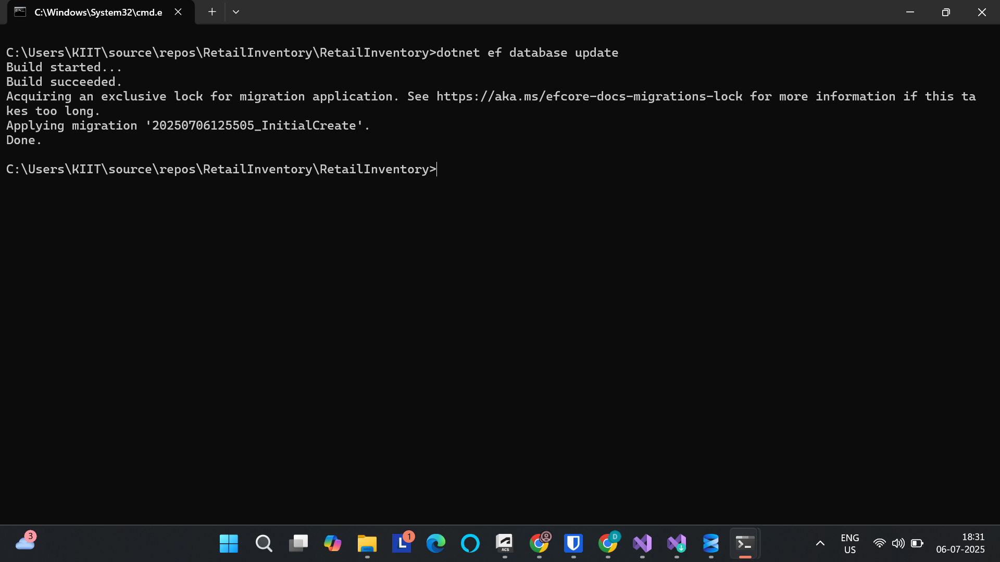 C:\Windows\System32\cmd.e
C:\Users\KIIT\source\repos\RetailInventory\RetailInventory>dotnet ef database update
Build started...
Build succeeded.
Acquiring an exclusive lock for migration application. See https://aka.ms/efcore-docs-migrations-lock for more information if this ta
kes too long.
Applying migration '20250706125505_InitialCreate'.
Done.
C:\Users\KIIT\source\repos\RetailInventory\RetailInventory>
3
L
1
ACS
D
ENG
US
18:31
06-07-2025